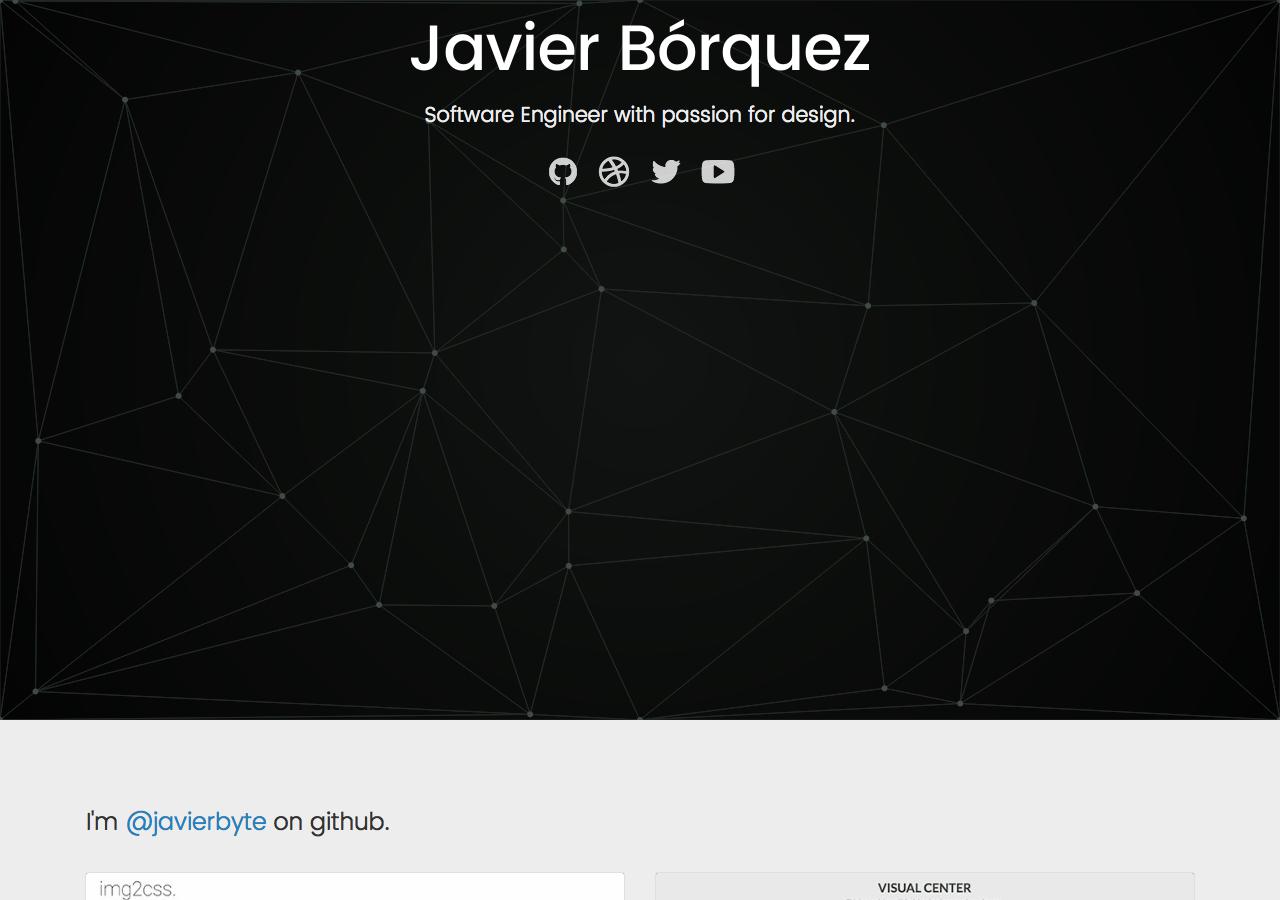 Javier Bórquez
Software Engineer with passion for design.
I'm @javierbyte on github.
img2css.
VISUAL CENTER